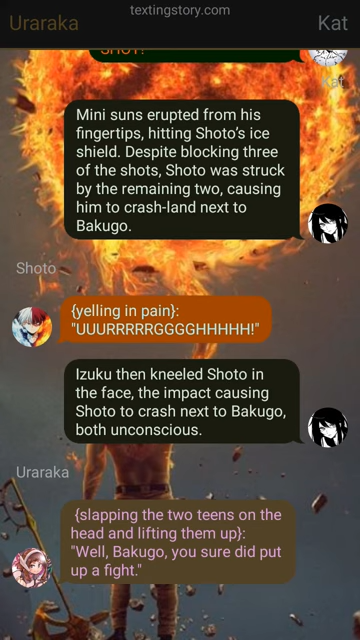 textingstory.com
Uraraka
Kat
SHOT!"
Kat
Mini suns erupted from his
fingertips, hitting Shoto’s ice
shield. Despite blocking three
of the shots, Shoto was struck
by the remaining two, causing
him to crash-land next to
Bakugo.
Shoto
{yelling in pain}:
"UUURRRRRGGGGHHHHH!"
Izuku then kneeled Shoto in
the face, the impact causing
Shoto to crash next to Bakugo,
both unconscious.
Uraraka
{slapping the two teens on the
head and lifting them up}:
"Well, Bakugo, you sure did put
up a fight."